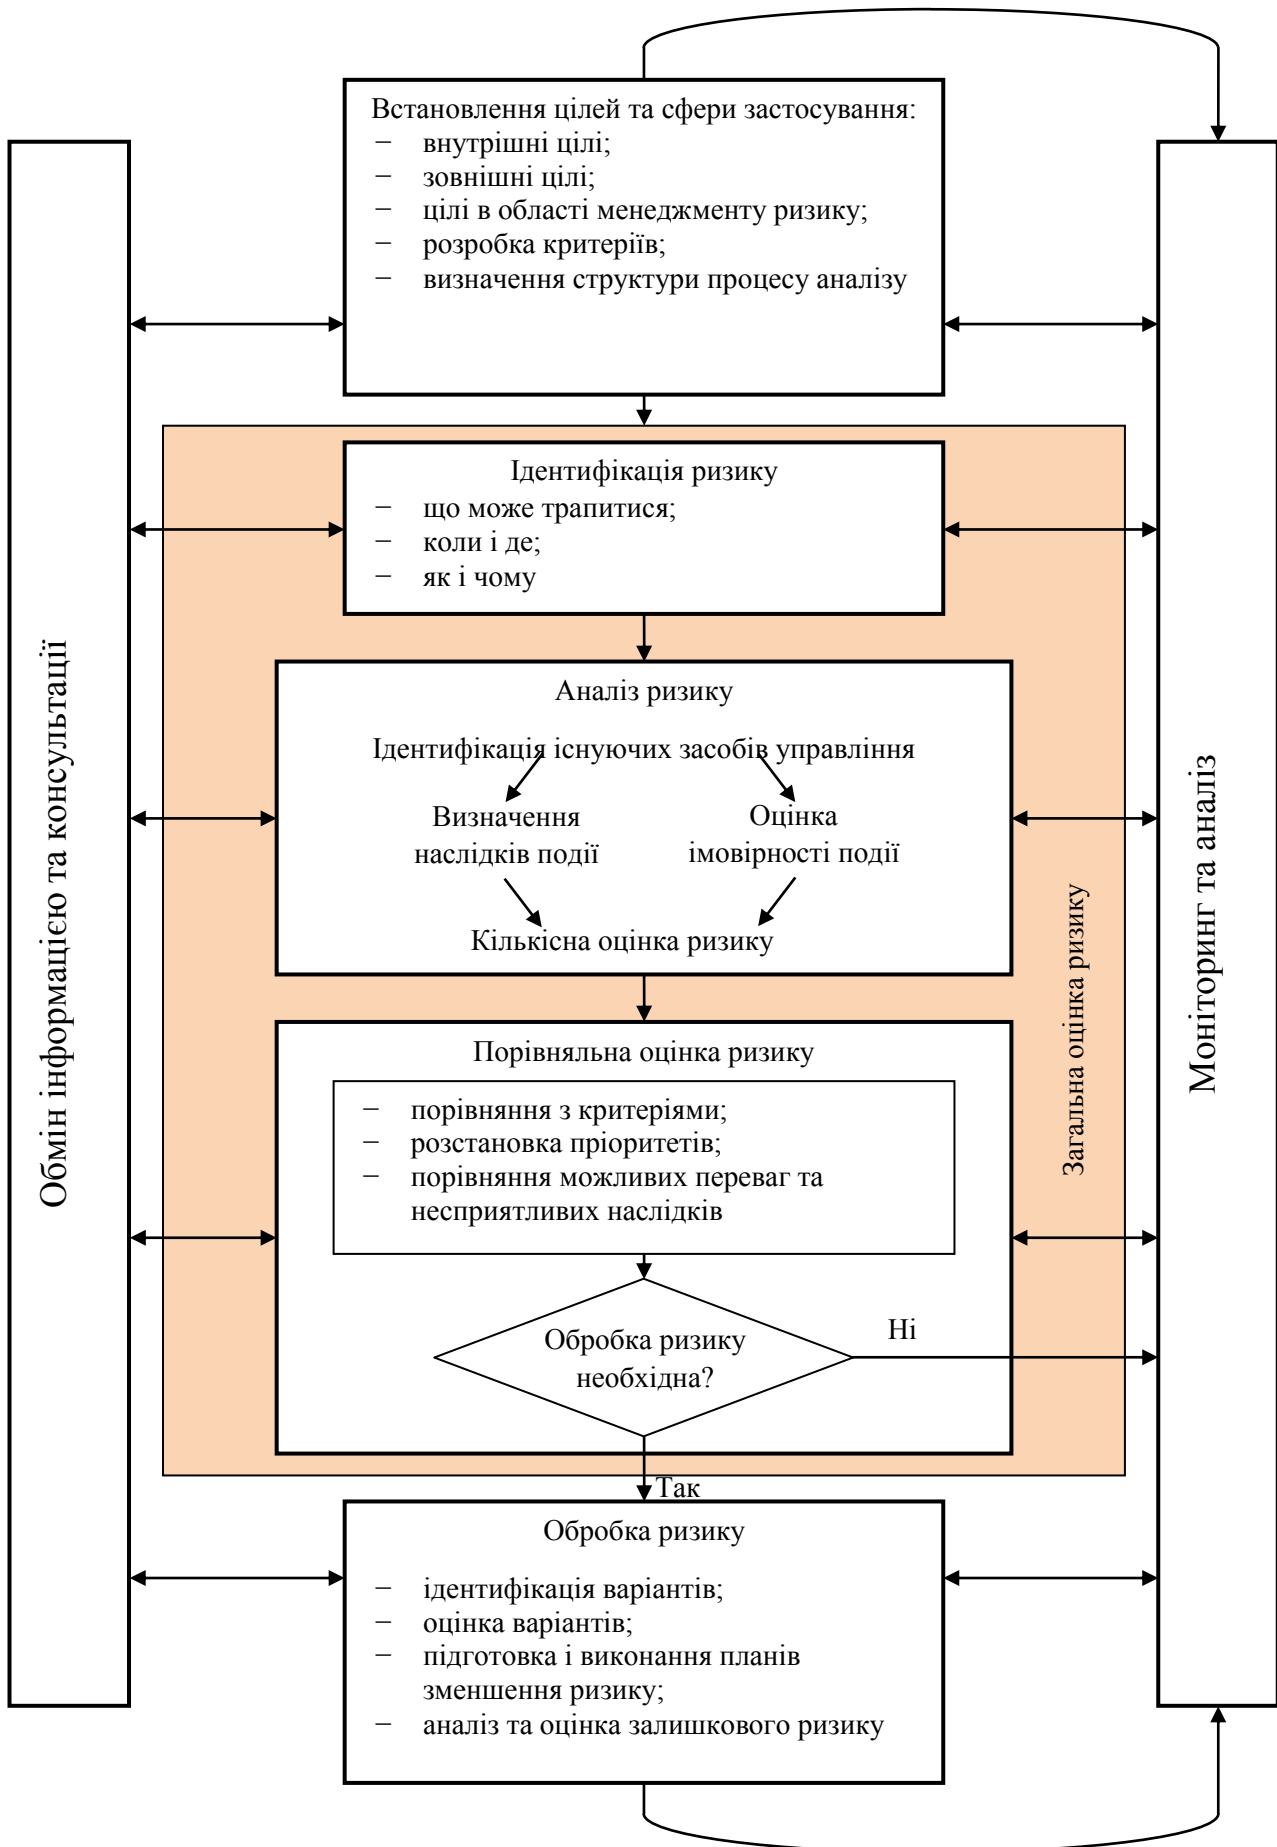 Встановлення цілей та сфери застосування:
– внутрішні цілі;
– зовнішні цілі;
– цілі в області менеджменту ризику;
– розробка критеріїв;
– визначення структури процесу аналізу
Обмін інформацією та консультації
Ідентифікація ризику
– що може трапитися;
– коли і де;
– як і чому
Аналіз ризику
Ідентифікація існуючих засобів управління
Визначення
наслідків події
Оцінка
імовірності події
Кількісна оцінка ризику
Порівняльна оцінка ризику
– порівняння з критеріями;
– розстановка пріоритетів;
– порівняння можливих переваг та
несприятливих наслідків
Обробка ризику
необхідна?
Ні
Так
Загальна оцінка ризику
Моніторинг та аналіз
Обробка ризику
– ідентифікація варіантів;
– оцінка варіантів;
– підготовка і виконання планів
зменшення ризику;
– аналіз та оцінка залишкового ризику